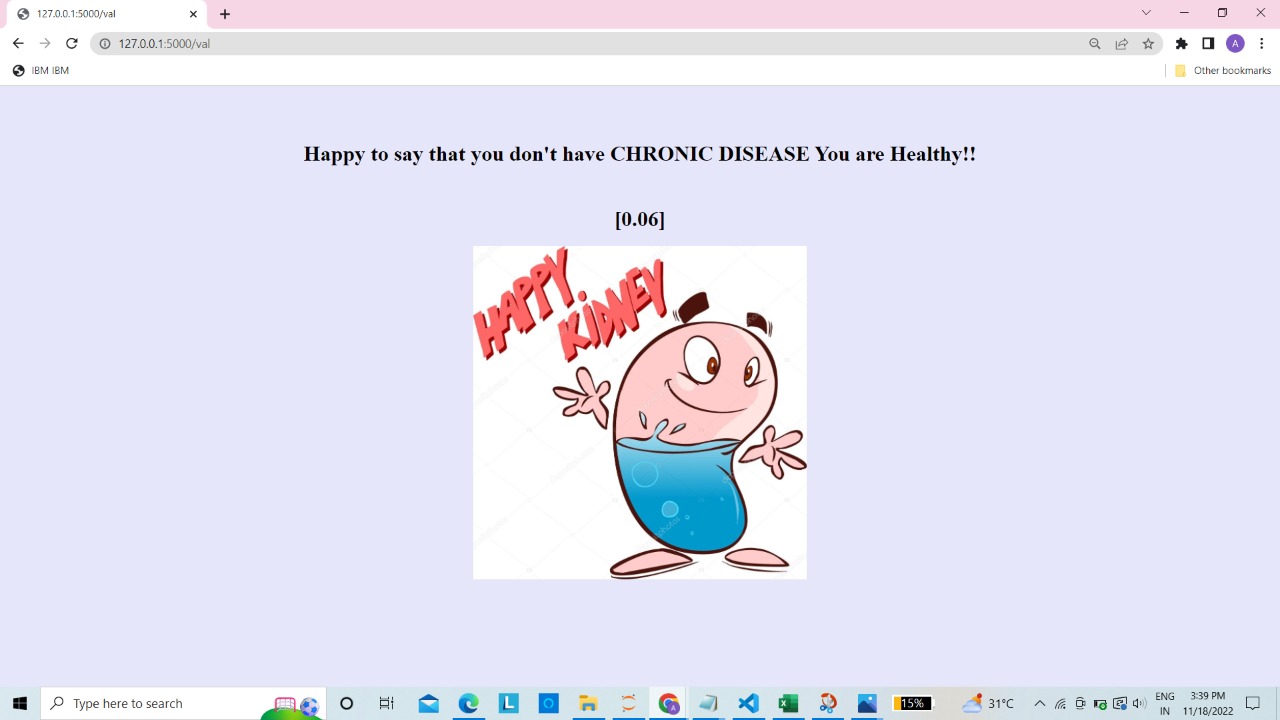 127.0.0.1:5000/val
127.0.0.1:5000/val
A
IBM IBM
Other bookmarks
Happy to say that you don't have CHRONIC DISEASE You are Healthy!!
[0.06]
HAPPY
KIDNEY
Type here to search
L
A
15%
31°C
ENG
IN
3:39 PM
11/18/2022